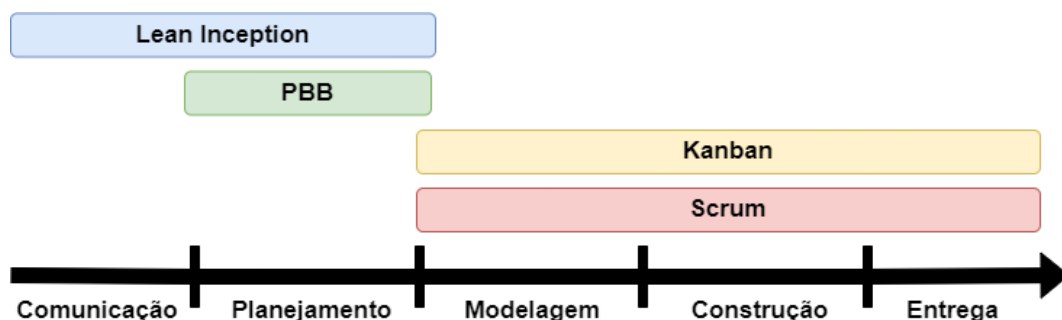 Lean Inception
PBB
Kanban
Scrum
Comunicação
Planejamento
Modelagem
Construção
Entrega